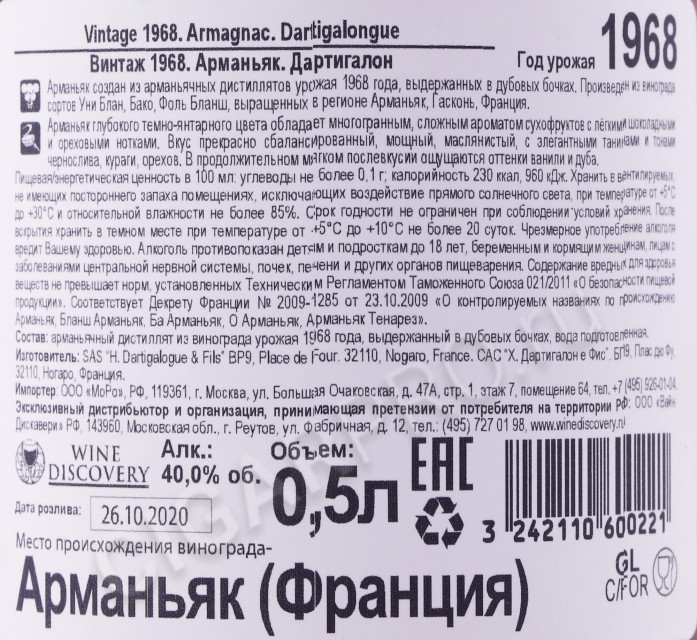 Vintage 1968. Armagnac. Dartigalongue
Винтаж 1968. Арманьяк. Дартигалон
Год урожая 1968
Арманьяк создан из арманьячных дистиллятов урожая 1968 года, выдержанных в дубовых бочках. Произведен из винограда
сортов Уни Блан, Бако, Фоль Бланш, выращенных в регионе Арманьяк, Гасконь, Франция.
Арманьяк глубокого темно-янтарного цвета обладает многогранным, сложным ароматом сухофруктов с лёгкими шоколадными
и ореховыми нотками. Вкус прекрасно сбалансированный, мощный, маслянистый, с элегантными танинами и тонами
чернослива, кураги, орехов. В продолжительном мягком послевкусии ощущаются оттенки ванили и дуба.
Пищевая/энергетическая ценность в 100 мл: углеводы не более 0,1 г; калорийность 230 ккал, 960 кДж. Хранить в вентилируемых,
не имеющих постороннего запаха помещениях, исключающих воздействие прямого солнечного света, при температуре от +5°С
до +30°С и относительной влажности не более 85%. Срок годности не ограничен при соблюдении условий хранения. После
вскрытия хранить в темном месте при температуре от +5°С до +10°С не более 20 суток. Чрезмерное употребление алкоголя
вредит Вашему здоровью. Алкоголь противопоказан детям и подросткам до 18 лет, беременным и кормящим женщинам, лицам с
заболеваниями центральной нервной системы, почек, печени и других органов пищеварения. Содержание вредных для здоровья
веществ не превышает норм, установленных Техническим Регламентом Таможенного Союза 021/2011 «О безопасности пищевой
продукции». Соответствует Декрету Франции № 2009-1285 от 23.10.2009 «О контролируемых названиях по происхождению
Арманьяк, Бланш Арманьяк, Ба Арманьяк, О Арманьяк, Арманьяк Тенарез».
Состав: арманьячный дистиллят из винограда урожая 1968 года, выдержанный в дубовых бочках, вода подготовленная.
Изготовитель: SAS "H. Dartigalogue & Fils" BP9, Place de Four. 32110, Nogaro, France. САС "Х. Дартигалон е Фис". БП9, Плас дю Фу.
32110, Ногаро, Франция.
Импортер: ООО «МоРо», РФ, 119361, г. Москва, ул. Большая Очаковская, д. 47А, стр. 1, этаж 7, помещение 64, тел. +7 (495) 926-01-04.
Эксклюзивный дистрибьютор и организация, принимающая претензии от потребителя на территории РФ: ООО «Вайн
Дискавери» РФ, 143960, Московская обл., г. Реутов, ул. Фабричная, д. 12, тел.: (495) 727 01 98, www.winediscovery.ru
WINE
DISCOVERY
Алк.:
40,0% об.
Объем:
0,5л
EAC
Дата розлива: 26.10.2020
3 242110 600221
Место происхождения винограда-
Арманьяк (Франция)
GL
C/FOR